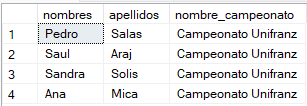 nombres apellidos nombre_campeonato
1 Pedro Salas Campeonato Unifranz
2 Saul Araj Campeonato Unifranz
3 Sandra Solis Campeonato Unifranz
4 Ana Mica Campeonato Unifranz